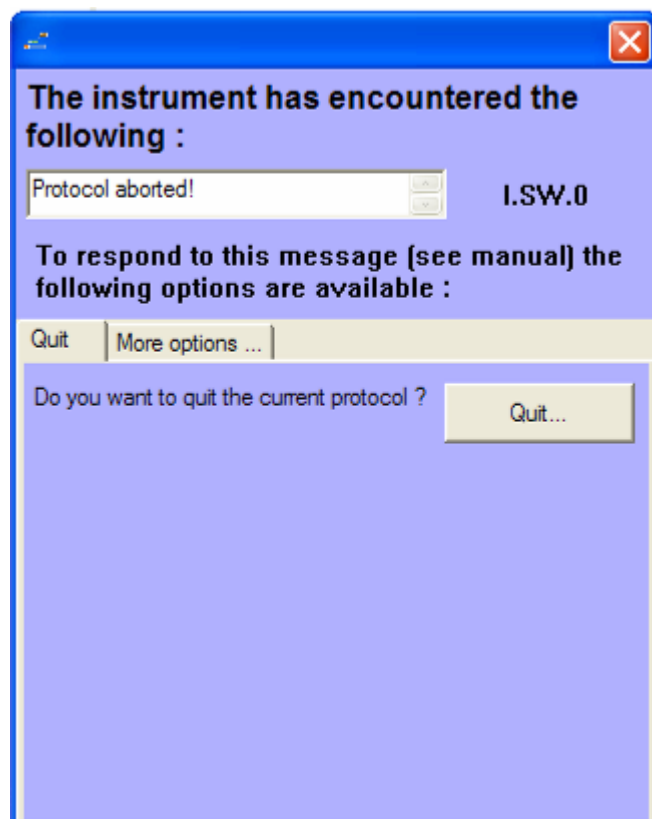 The instrument has encountered the
following :
Protocol aborted!
I.SW.0
To respond to this message (see manual) the
following options are available :
Quit
More options ...
Do you want to quit the current protocol ?
Quit...